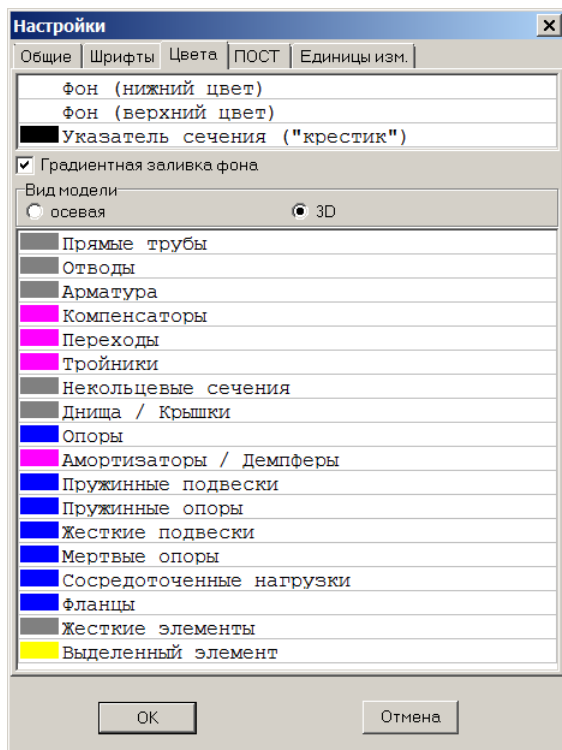 Настройки
Общие Шрифты Цвета ПОСТ Единицы изм.
Фон (нижний цвет)
Фон (верхний цвет)
Указатель сечения ("крестик")
Градиентная заливка фона
Вид модели
осевая 3D
Прямые трубы
Отводы
Арматура
Компенсаторы
Переходы
Тройники
Некольцевые сечения
Днища / Крышки
Опоры
Амортизаторы / Демпферы
Пружинные подвески
Пружинные опоры
Жесткие подвески
Мертвые опоры
Сосредоточенные нагрузки
Фланцы
Жесткие элементы
Выделенный элемент
OK Отмена